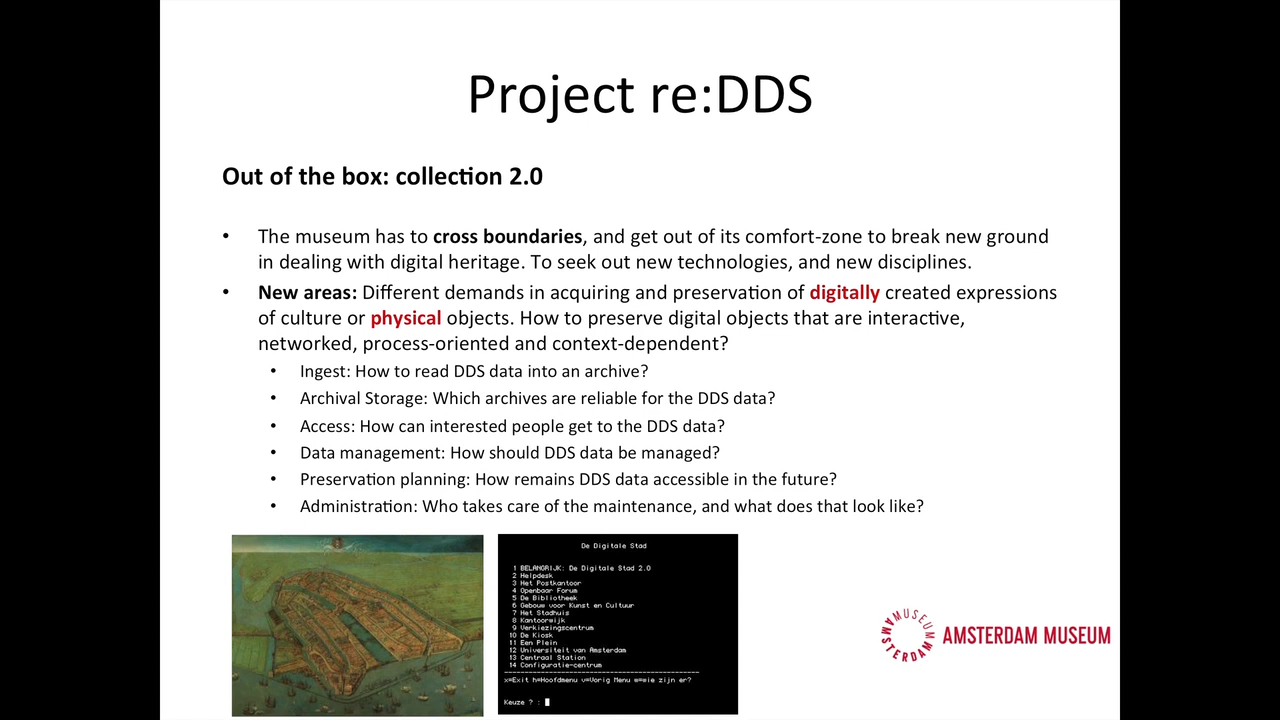 Project re:DDS
Out of the box: collection 2.0
• The museum has to cross boundaries, and get out of its comfort-zone to break new ground
in dealing with digital heritage. To seek out new technologies, and new disciplines.
• New areas: Different demands in acquiring and preservation of digitally created expressions
of culture or physical objects. How to preserve digital objects that are interactive,
networked, process-oriented and context-dependent?
• Ingest: How to read DDS data into an archive?
• Archival Storage: Which archives are reliable for the DDS data?
• Access: How can interested people get to the DDS data?
• Data management: How should DDS data be managed?
• Preservation planning: How remains DDS data accessible in the future?
• Administration: Who takes care of the maintenance, and what does that look like?
De Digitale Stad
1 BELANGRIJK: De Digitale Stad 2.0
2 Helpdesk
3 Het Postkantoor
4 Openbaar Forum
5 De Bibliotheek
6 Gebouw voor Kunst en Cultuur
7 Het Stadhuis
8 Kantoorwijk
9 Verkiezingscentrum
10 De Kiosk
11 Een Plein
12 Universiteit van Amsterdam
13 Centraal Station
14 Configuratie-centrum
x=Exit h=Hoofdmenu v=Vorig Menu w=wie zijn er?
Keuze ? :
AMSTERDAM MUSEUM
AMSTERDAM MUSEUM